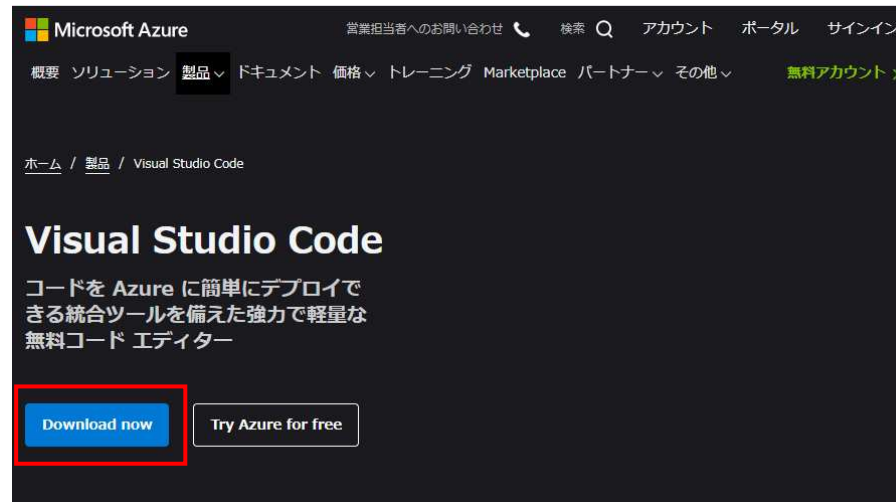 Microsoft Azure 営業担当者へのお問い合わせ 検索 アカウント ポータル サインイン
概要 ソリューション 製品 ドキュメント 価格 トレーニング Marketplace パートナー その他 無料アカウント
ホーム / 製品 / Visual Studio Code
Visual Studio Code
コードを Azure に簡単にデプロイで
きる統合ツールを備えた強力で軽量な
無料コード エディター
Download now Try Azure for free